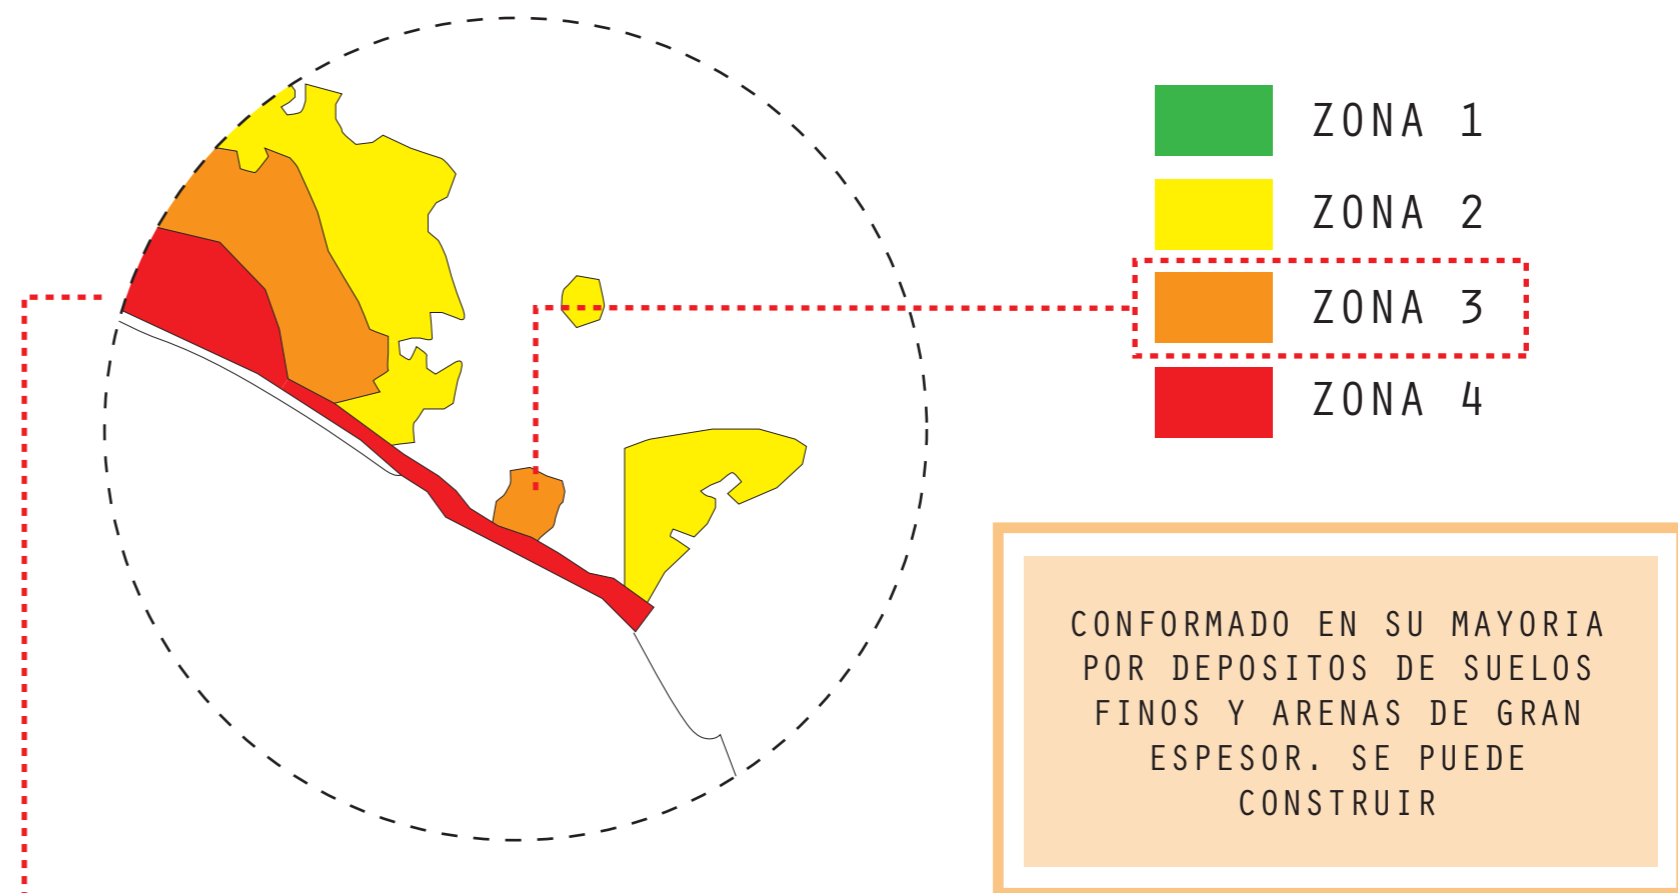 ZONA 1
ZONA 2
ZONA 3
ZONA 4
CONFORMADO EN SU MAYORIA
POR DEPOSITOS DE SUELOS
FINOS Y ARENAS DE GRAN
ESPESOR. SE PUEDE
CONSTRUIR